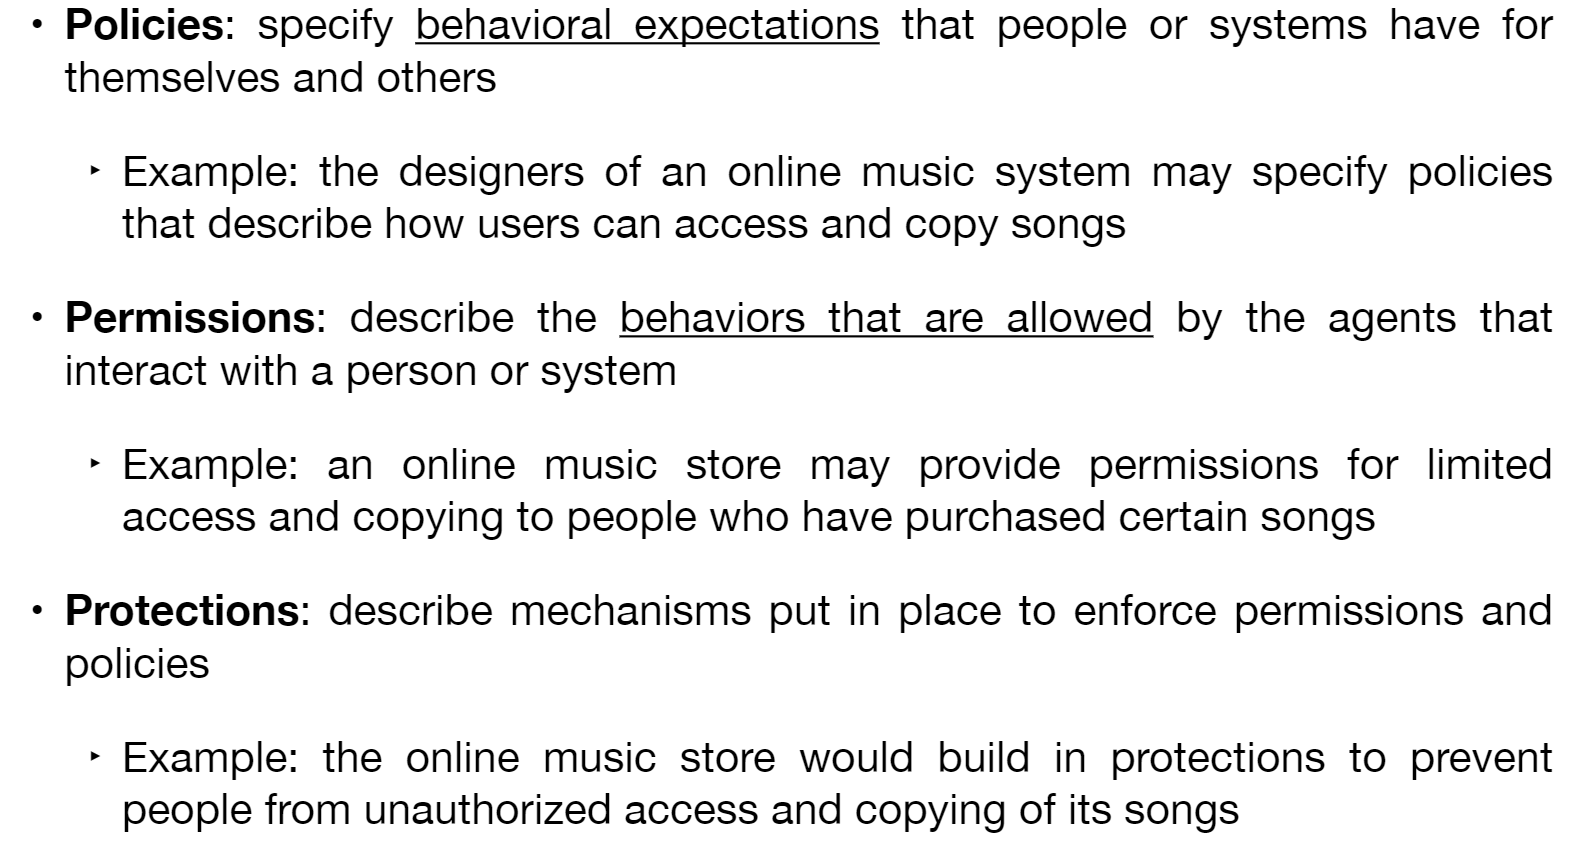 • Policies: specify behavioral expectations that people or systems have for
themselves and others
‣ Example: the designers of an online music system may specify policies
that describe how users can access and copy songs
• Permissions: describe the behaviors that are allowed by the agents that
interact with a person or system
‣ Example: an online music store may provide permissions for limited
access and copying to people who have purchased certain songs
• Protections: describe mechanisms put in place to enforce permissions and
policies
‣ Example: the online music store would build in protections to prevent
people from unauthorized access and copying of its songs